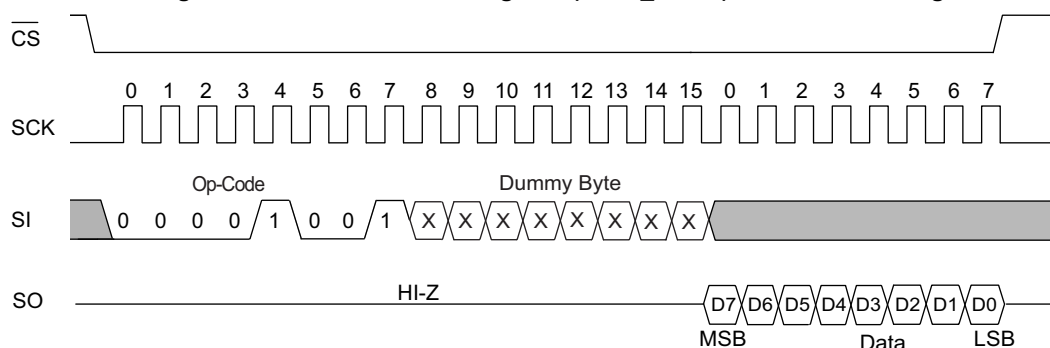 CS
0 1 2 3 4 5 6 7 8 9 10 11 12 13 14 15 0 1 2 3 4 5 6 7
SCK
Op-Code Dummy Byte
SI 0 0 0 0 1 0 0 1 X X X X X X X X
HI-Z
SO D7 D6 D5 D4 D3 D2 D1 D0
MSB Data LSB